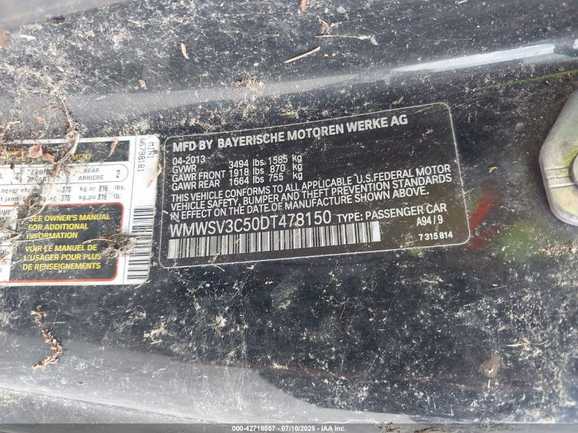 MFD BY BAYERISCHE MOTOREN WERKE AG
04-2013
GVWR 3494 lbs 1585 kg
GAWR FRONT 1918 lbs 870 kg
GAWR REAR 1664 lbs 755 kg
THIS VEHICLE CONFORMS TO ALL APPLICABLE U.S.FEDERAL MOTOR
VEHICLE SAFETY, BUMPER, AND THEFT PREVENTION STANDARDS
IN EFFECT ON THE DATE OF MANUFACTURE SHOWN ABOVE.
WMWSV3C50DT478150 TYPE: PASSENGER CAR
A94/9
7 315 814
REAR
ARRIERE 2
SEE OWNER'S MANUAL
FOR ADDITIONAL
INFORMATION
VOIR LE MANUEL
DE L'USAGER POUR PLUS
DE RENSEIGNEMENTS
000-42718557 07/10/2025 IAA Inc.